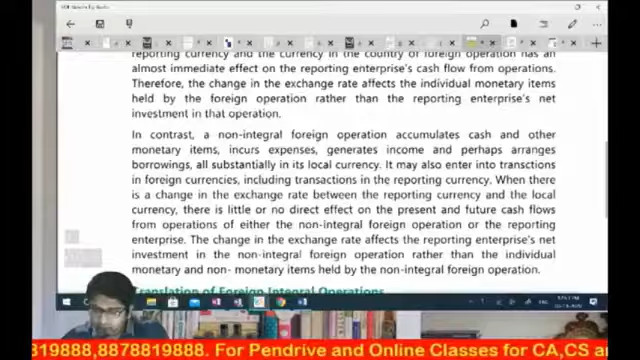 reporting currency and the currency in the country of foreign operation has an
almost immediate effect on the reporting enterprise's cash flow from operations.
Therefore, the change in the exchange rate affects the individual monetary items
held by the foreign operation rather than the reporting enterprise's net
investment in that operation.
In contrast, a non-integral foreign operation accumulates cash and other
monetary items, incurs expenses, generates income and perhaps arranges
borrowings, all substantially in its local currency. It may also enter into transctions
in foreign currencies, including transactions in the reporting currency. When there
is a change in the exchange rate between the reporting currency and the local
currency, there is little or no direct effect on the present and future cash flows
from operations of either the non-integral foreign operation or the reporting
enterprise. The change in the exchange rate affects the reporting enterprise's net
investment in the non-integral foreign operation rather than the individual
monetary and non- monetary items held by the non-integral foreign operation.
Translation of Foreign Integral Operations
819888,8878819888. For Pendrive and Online Classes for CA,CS a